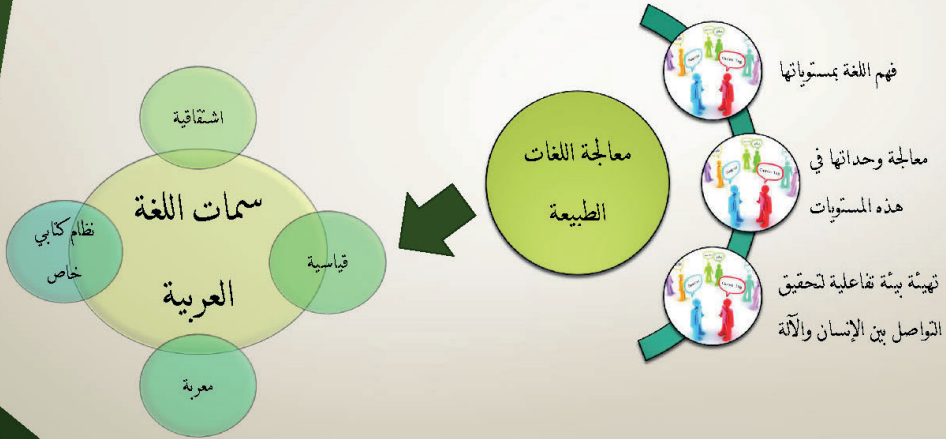 فهم اللغة بمستوياتها
معالجة وحداتها في
هذه المستويات
تهيئة بيئة تفاعلية لتحقيق
التواصل بين الإنسان والآلة
معالجة اللغات
الطبيعة
سمات اللغة
العربية
اشتقاقية
قياسية
معربة
نظام كتابي
خاص